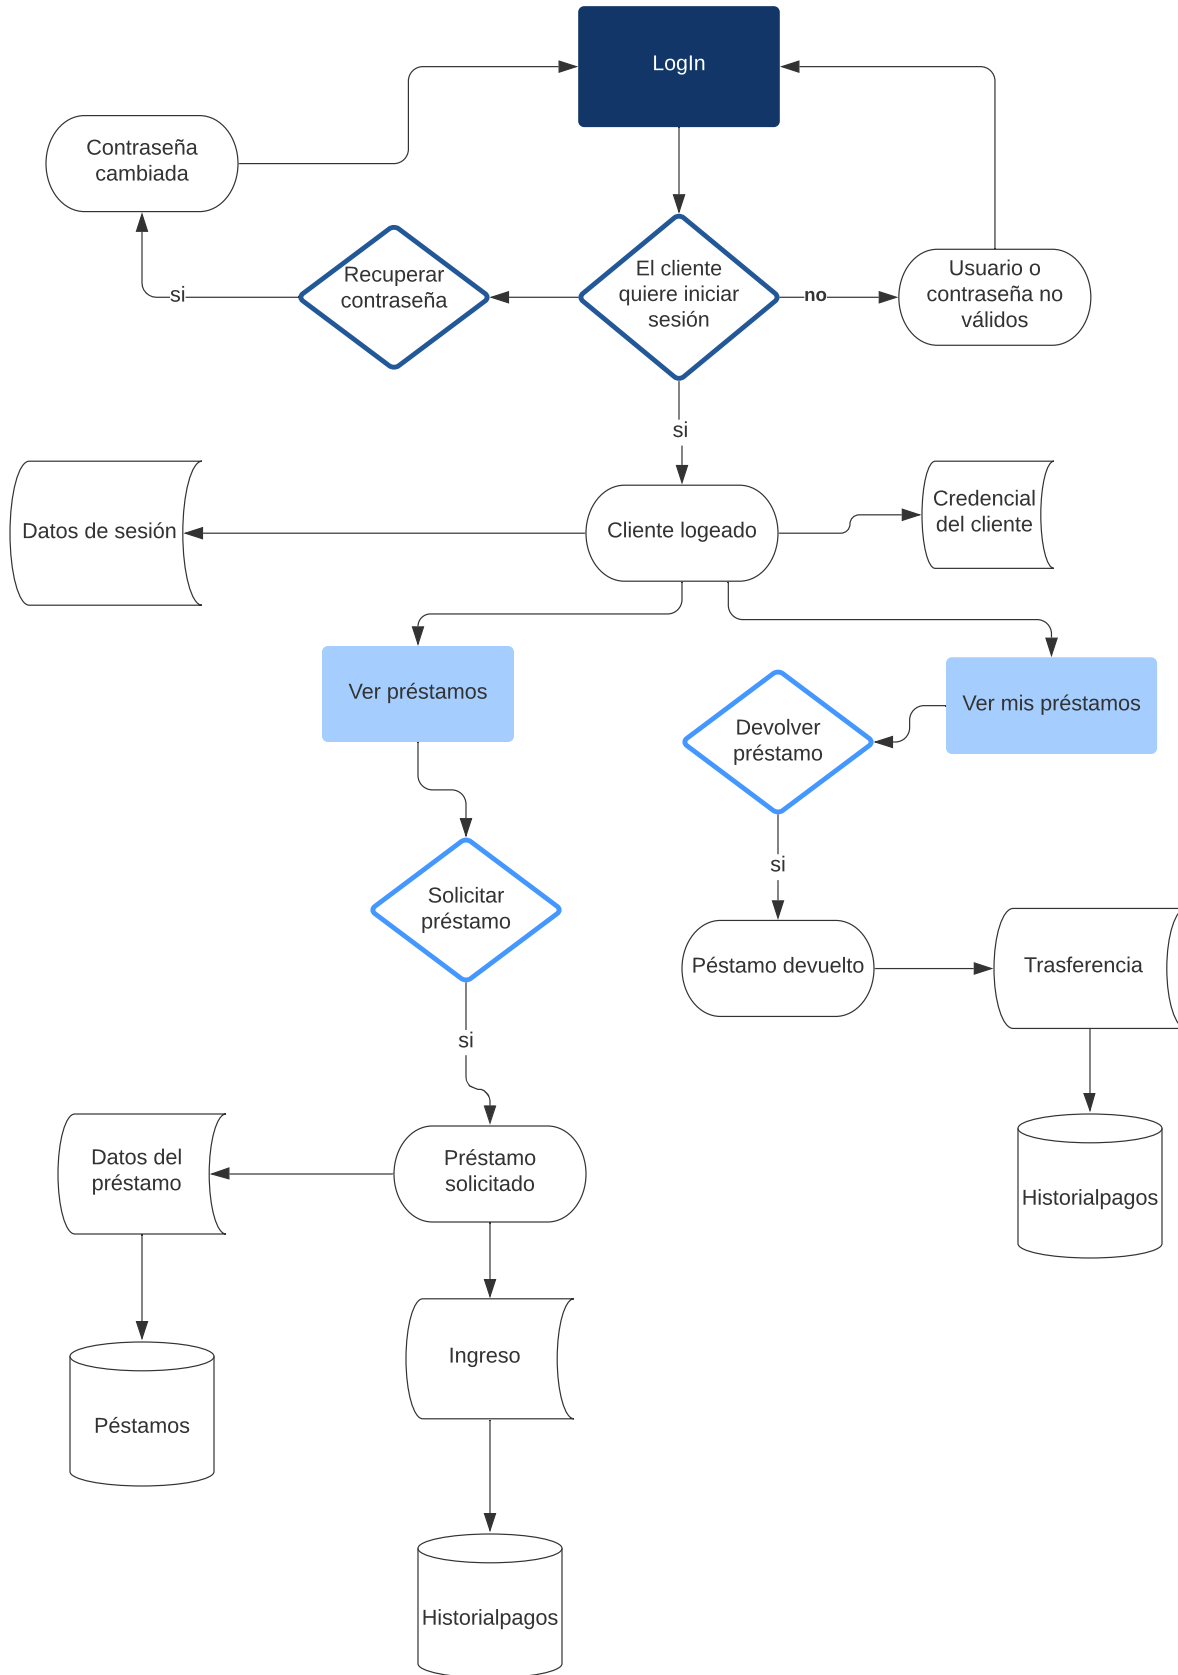 LogIn
Contraseña
cambiada
Recuperar
contraseña
El cliente
quiere iniciar
sesión
Usuario o
contraseña no
válidos
si
no
si
Datos de sesión
Cliente logeado
Credencial
del cliente
Ver préstamos
Ver mis préstamos
Devolver
préstamo
si
Solicitar
préstamo
Péstamo devuelto
Trasferencia
si
Datos del
préstamo
Préstamo
solicitado
Historialpagos
Ingreso
Péstamos
Historialpagos